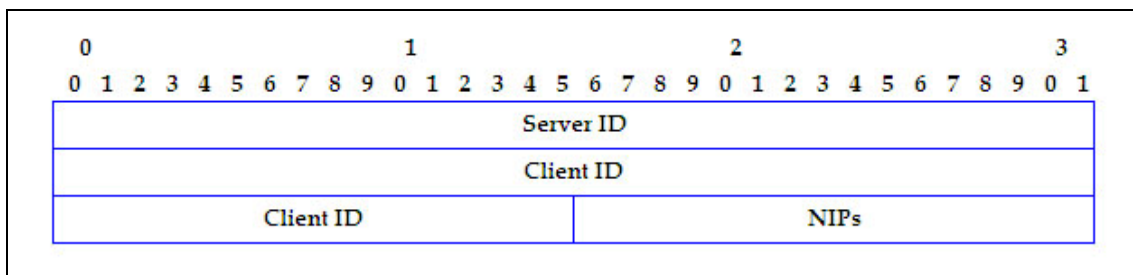 0 1 2 3
0 1 2 3 4 5 6 7 8 9 0 1 2 3 4 5 6 7 8 9 0 1 2 3 4 5 6 7 8 9 0 1
Server ID
Client ID
Client ID NIPs